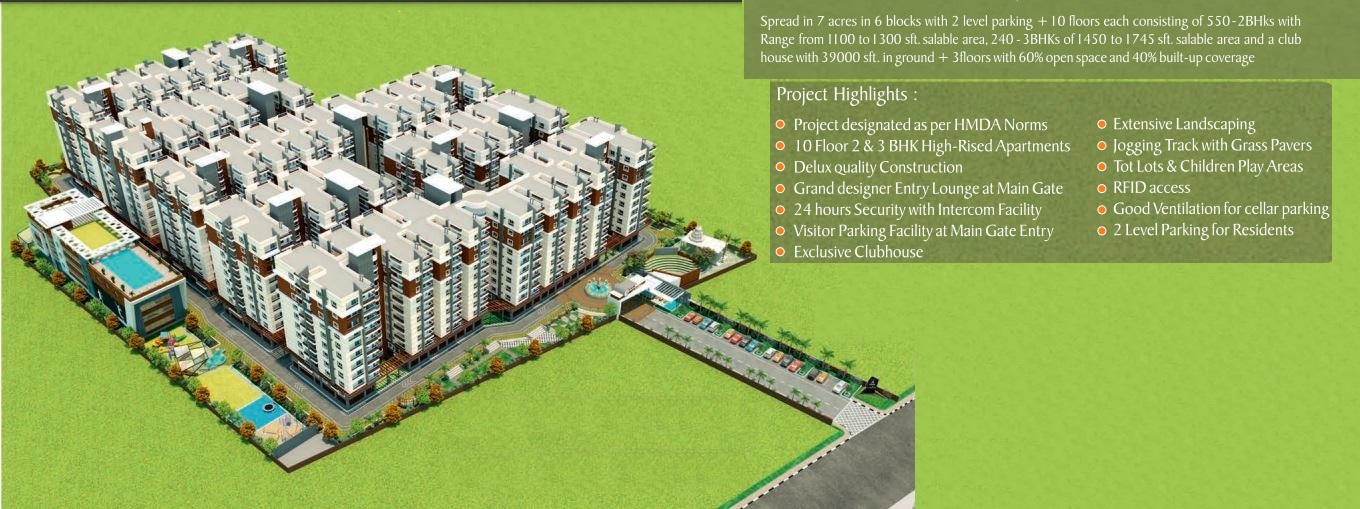 Spread in 7 acres in 6 blocks with 2 level parking + 10 floors each consisting of 550-2BHks with
Range from 1100 to 1300 sft. salable area, 240 - 3BHKs of 1450 to 1745 sft. salable area and a club
house with 39000 sft. in ground + 3floors with 60% open space and 40% built-up coverage
Project Highlights :
Project designated as per HMDA Norms
10 Floor 2 & 3 BHK High-Rised Apartments
Delux quality Construction
Grand designer Entry Lounge at Main Gate
24 hours Security with Intercom Facility
Visitor Parking Facility at Main Gate Entry
Exclusive Clubhouse
Extensive Landscaping
Jogging Track with Grass Pavers
Tot Lots & Children Play Areas
RFID access
Good Ventilation for cellar parking
2 Level Parking for Residents